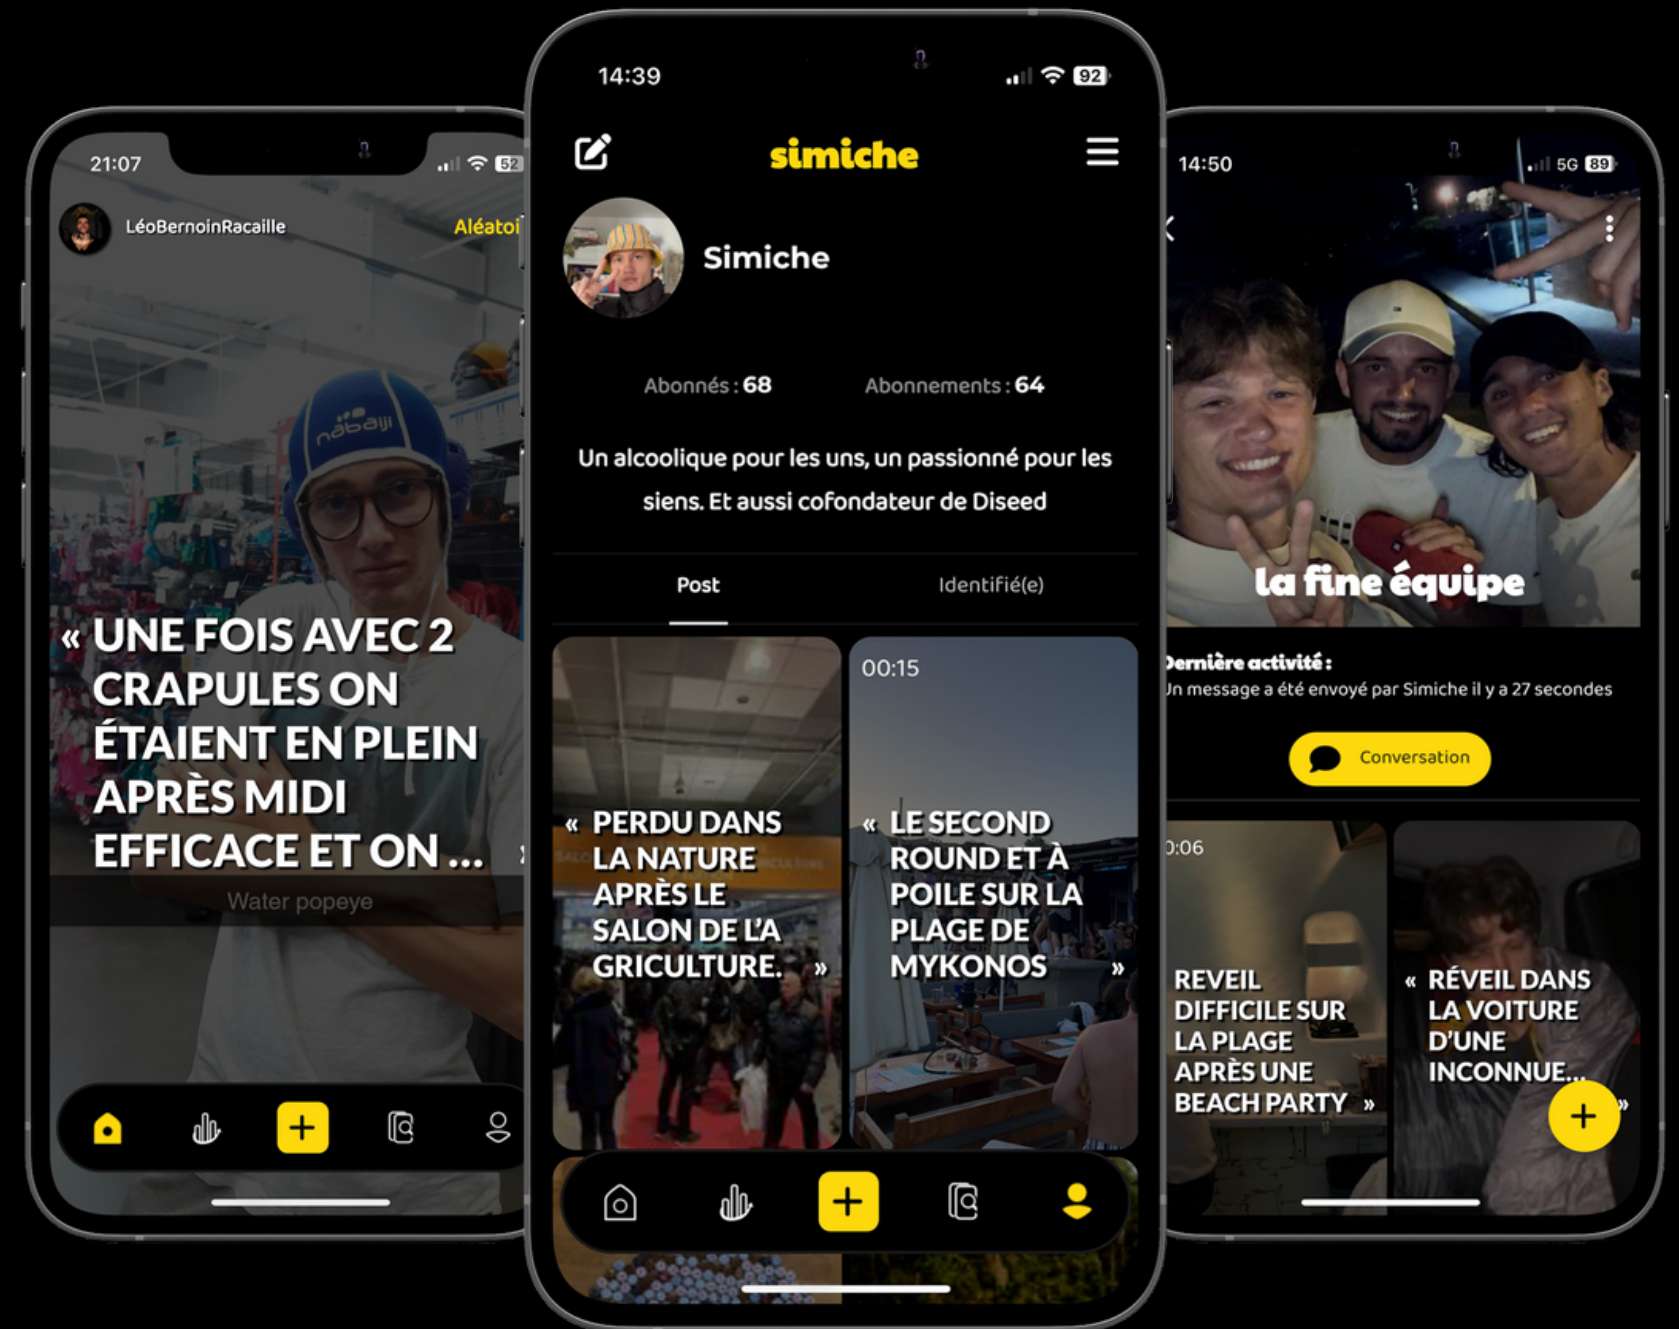 21:07
52
LéoBernoinRacaille
Aléatoi
nabaiji
« UNE FOIS AVEC 2
CRAPULES ON
ÉTAIENT EN PLEIN
APRÈS MIDI
EFFICACE ET ON ... »
Water popeye
14:39
92
simiche
Simiche
Abonnés : 68
Abonnements : 64
Un alcoolique pour les uns, un passionné pour les
siens. Et aussi cofondateur de Diseed
Post
Identifié(e)
« PERDU DANS
LA NATURE
APRÈS LE
SALON DE L'A
GRICULTURE. »
00:15
« LE SECOND
ROUND ET À
POILE SUR LA
PLAGE DE
MYKONOS »
14:50
5G 89
la fine équipe
Dernière activité :
Un message a été envoyé par Simiche il y a 27 secondes
Conversation
0:06
REVEIL
DIFFICILE SUR
LA PLAGE
APRÈS UNE
BEACH PARTY »
« RÉVEIL DANS
LA VOITURE
D'UNE
INCONNUE... »